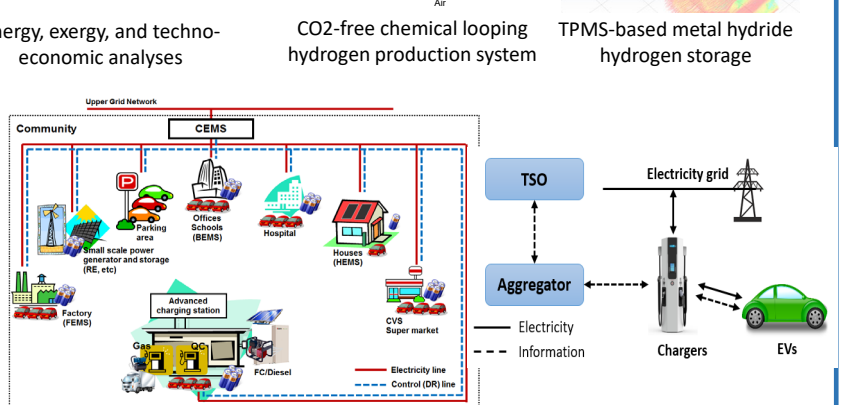 Air
energy, exergy, and techno-
economic analyses
CO2-free chemical looping
hydrogen production system
TPMS-based metal hydride
hydrogen storage
Upper Grid Network
Community
CEMS
P
Parking
area
Offices
Schools
(BEMS)
Hospital
Houses
(HEMS)
Small scale power
generator and storage
(RE, etc)
Factory
(FEMS)
Advanced
charging station
Gas
QC
FC/Diesel
CVS
Super market
Electricity line
Control (DR) line
TSO
Electricity grid
Aggregator
Electricity
Information
Chargers
EVs